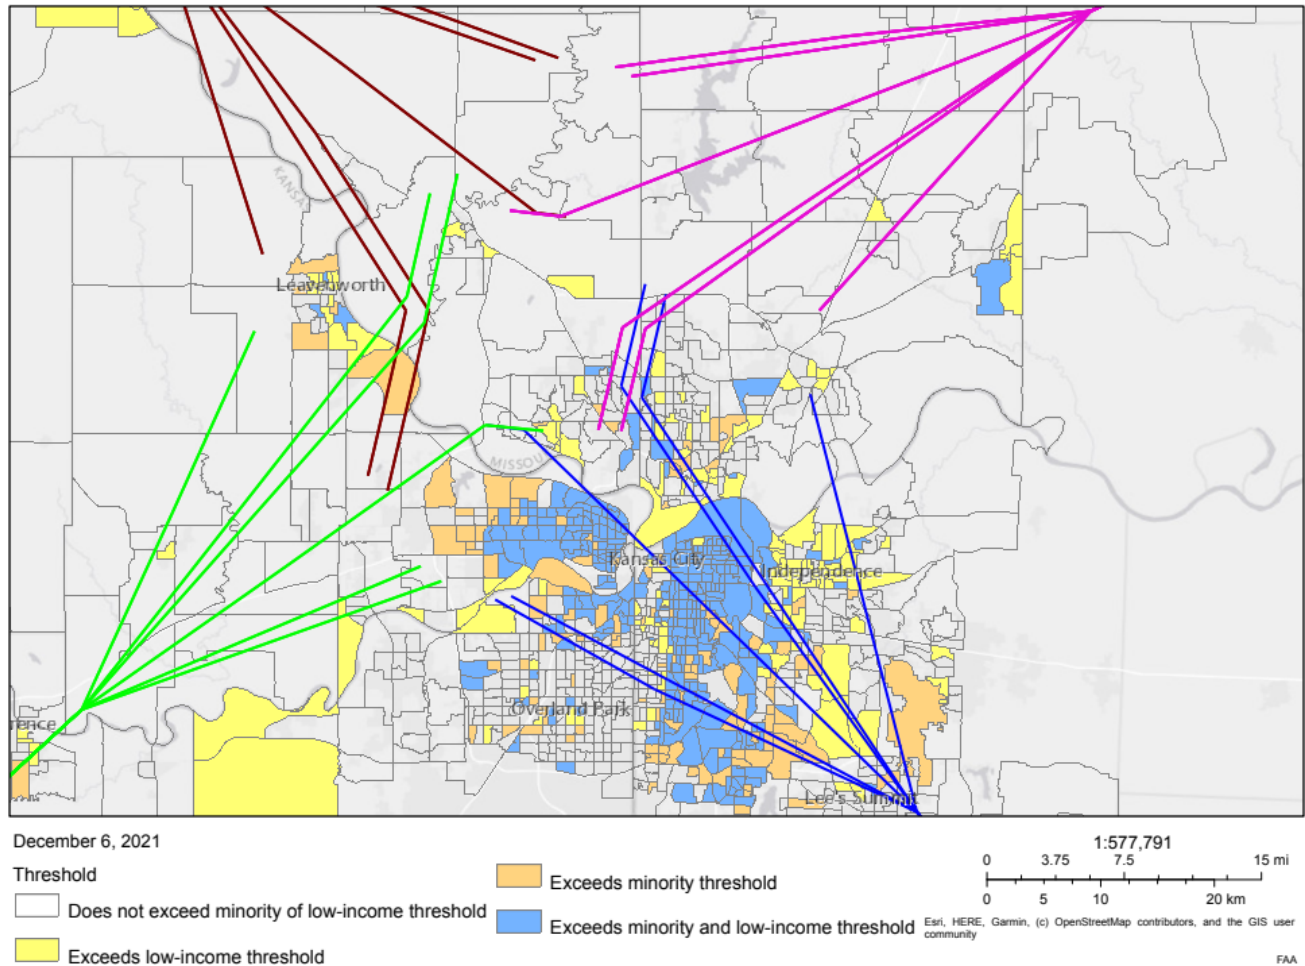 KANSAS
Leavenworth
MISSOU
Kansas City
Independence
Overland Park
rence
Lee's Summit
December 6, 2021
1:577,791
0 3.75 7.5 15 mi
0 5 10 20 km
Threshold
Does not exceed minority of low-income threshold
Exceeds low-income threshold
Exceeds minority threshold
Exceeds minority and low-income threshold
Esri, HERE, Garmin, (c) OpenStreetMap contributors, and the GIS user
community
FAA